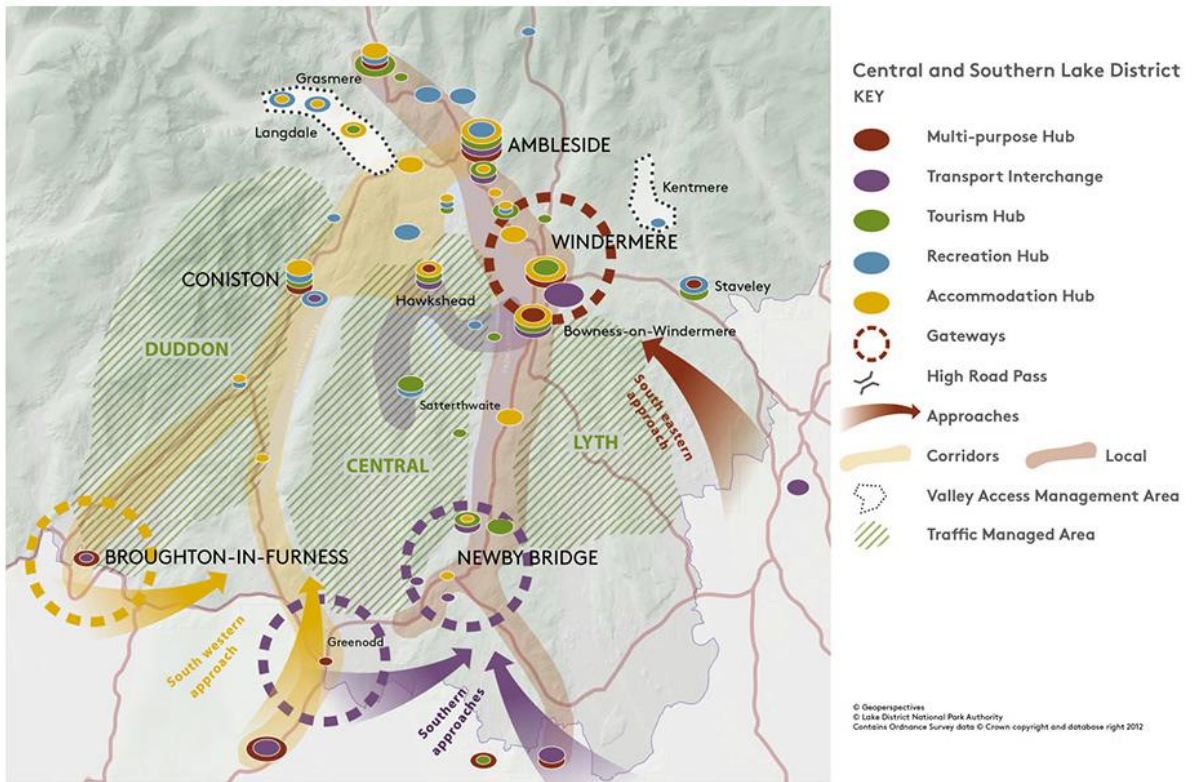 Grasmere
Langdale
AMBLESIDE
Kentmere
WINDERMERE
CONISTON
Hawkshead
Staveley
Bowness-on-Windermere
DUDDON
Satterthwaite
South eastern
approach
CENTRAL
LYTH
BROUGHTON-IN-FURNESS
NEWBY BRIDGE
Greenodd
South western
approach
Southern
approaches
Central and Southern Lake District
KEY
Multi-purpose Hub
Transport Interchange
Tourism Hub
Recreation Hub
Accommodation Hub
Gateways
High Road Pass
Approaches
Corridors
Local
Valley Access Management Area
Traffic Managed Area
© Geoperspectives
© Lake District National Park Authority
Contains Ordnance Survey data © Crown copyright and database right 2012